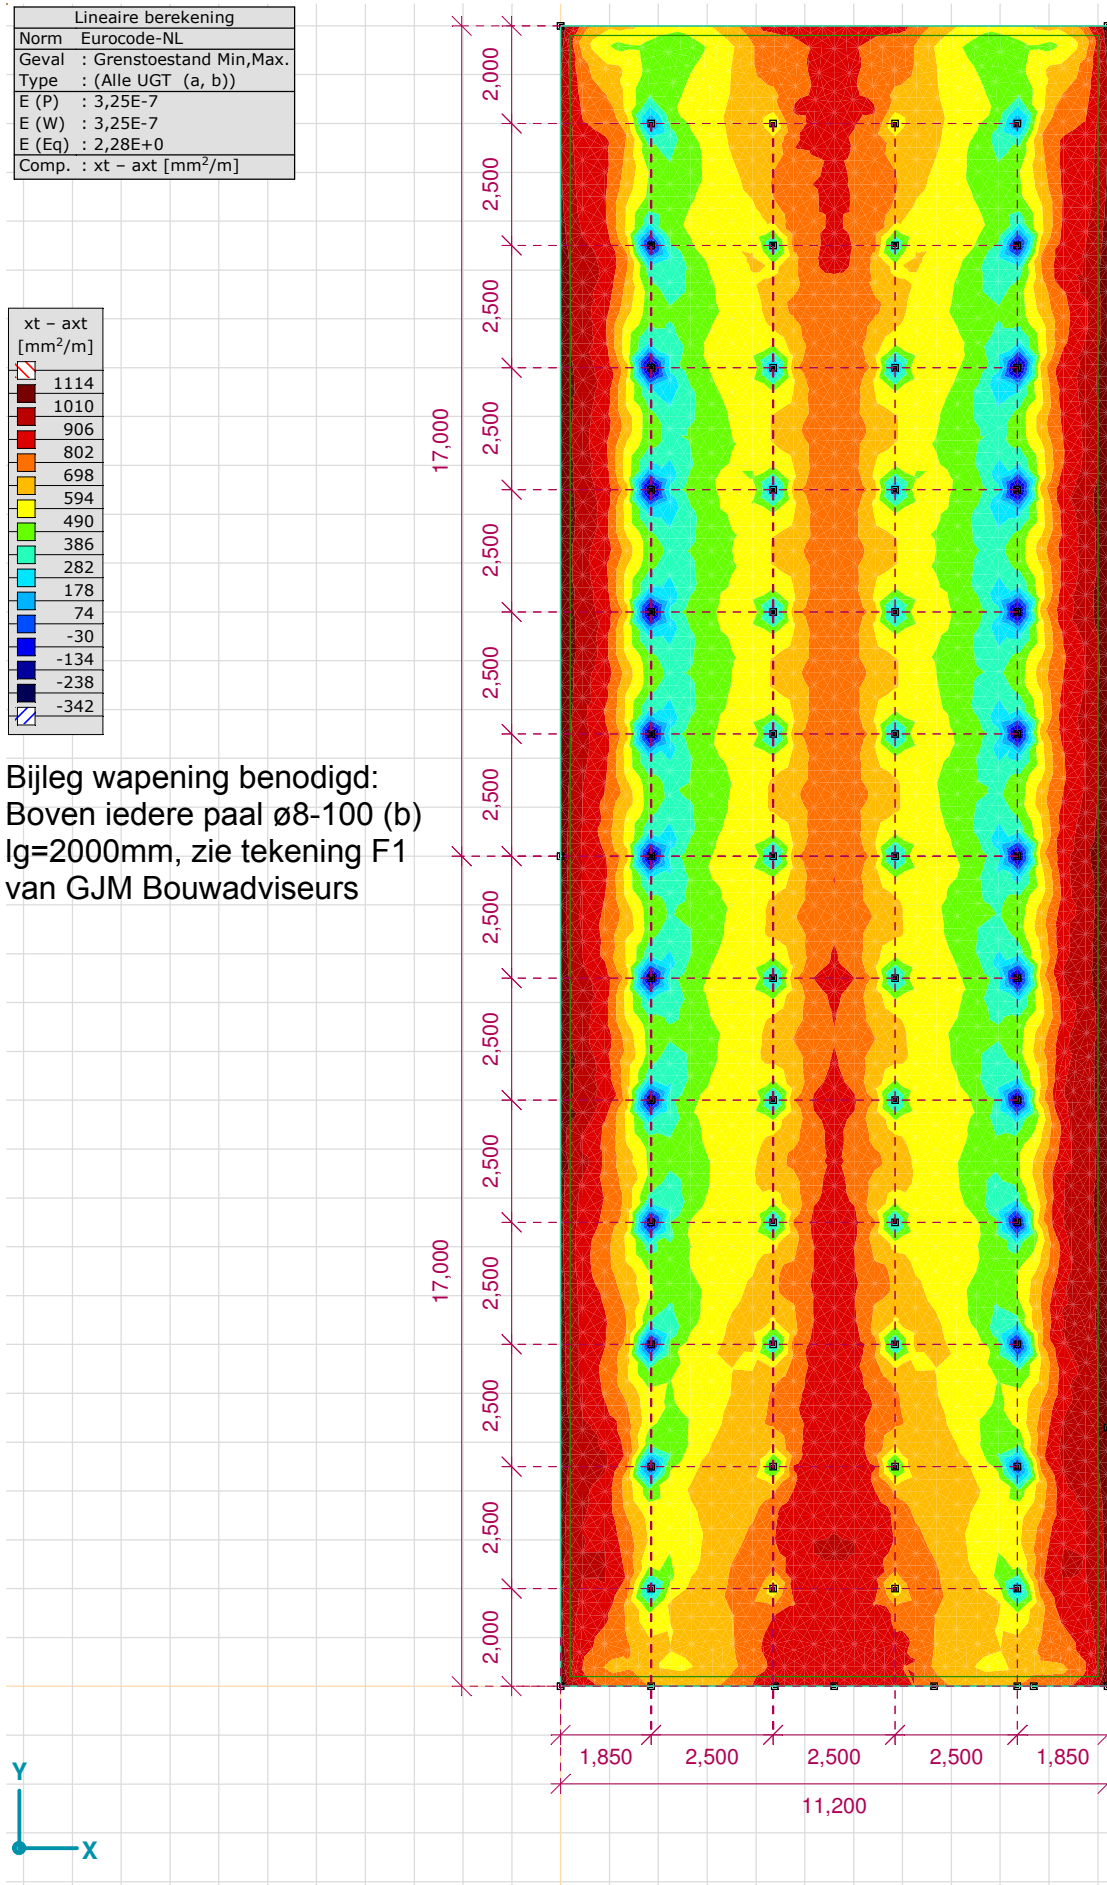 Lineaire berekening
Norm Eurocode-NL
Geval : Grenstoestand Min,Max.
Type : (Alle UGT (a, b))
E (P) : 3,25E-7
E (W) : 3,25E-7
E (Eq) : 2,28E+0
Comp. : xt – axt [mm²/m]
xt – axt
[mm²/m]
1114
1010
906
802
698
594
490
386
282
178
74
-30
-134
-238
-342
Bijleg wapening benodigd:
Boven iedere paal ø8-100 (b)
lg=2000mm, zie tekening F1
van GJM Bouwadviseurs
17,000
17,000
2,000
2,500
2,500
2,500
2,500
2,500
2,500
2,500
2,500
2,500
2,500
2,500
2,500
2,000
1,850 2,500 2,500 2,500 1,850
11,200
Y
X